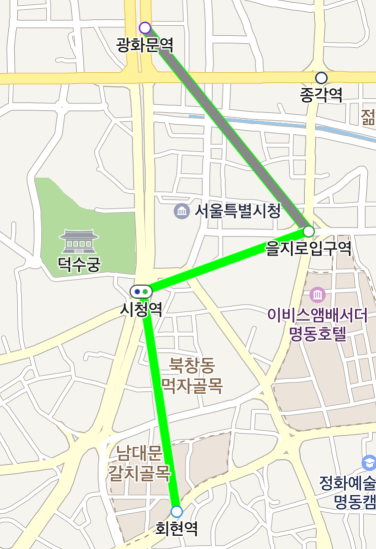 광화문역
종각역
젊
서울특별시청
을지로입구역
덕수궁
시청역
이비스앰배서더
명동호텔
북창동
먹자골목
남대문
갈치골목
정화예술
명동캠
회현역